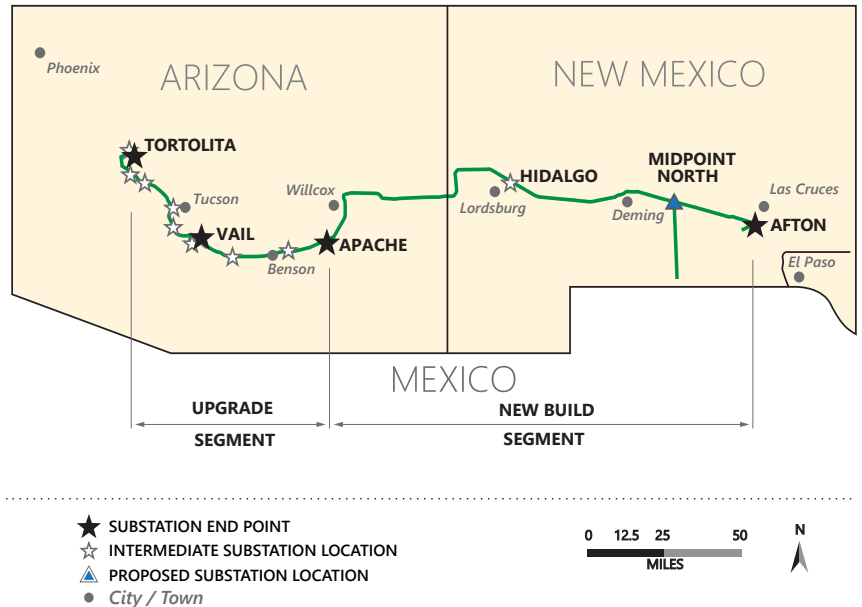 ARIZONA
NEW MEXICO
Phoenix
TORTOLITA
Tucson
Willcox
VAIL
Benson
APACHE
HIDALGO
Lordsburg
MIDPOINT
NORTH
Deming
Las Cruces
AFTON
El Paso
MEXICO
UPGRADE
SEGMENT
NEW BUILD
SEGMENT
SUBSTATION END POINT
INTERMEDIATE SUBSTATION LOCATION
PROPOSED SUBSTATION LOCATION
City / Town
0 12.5 25 50
MILES
N